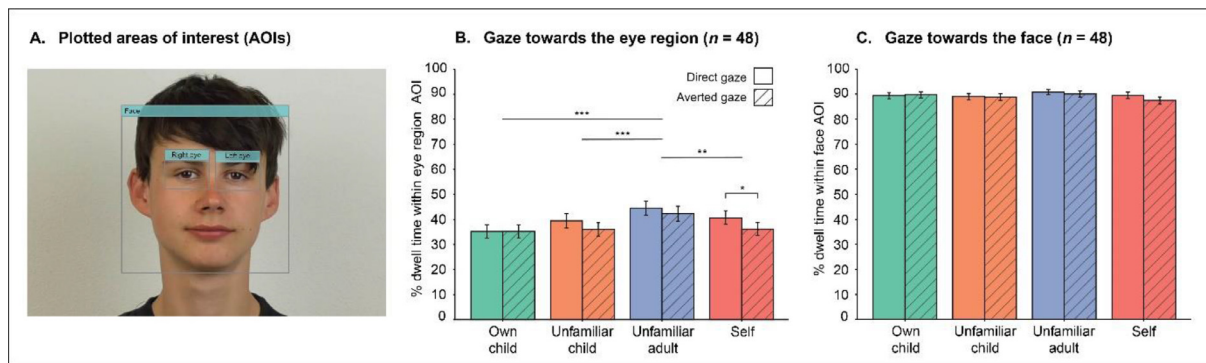 A. Plotted areas of interest (AOIs)
Face
Right eye
Left eye
B. Gaze towards the eye region (n = 48)
% dwell time within eye region AOI
100
90
80
70
60
50
40
30
20
10
0
Direct gaze
Averted gaze
***
***
**
*
Own
child
Unfamiliar
child
Unfamiliar
adult
Self
C. Gaze towards the face (n = 48)
% dwell time within face AOI
100
90
80
70
60
50
40
30
20
10
0
Own
child
Unfamiliar
child
Unfamiliar
adult
Self